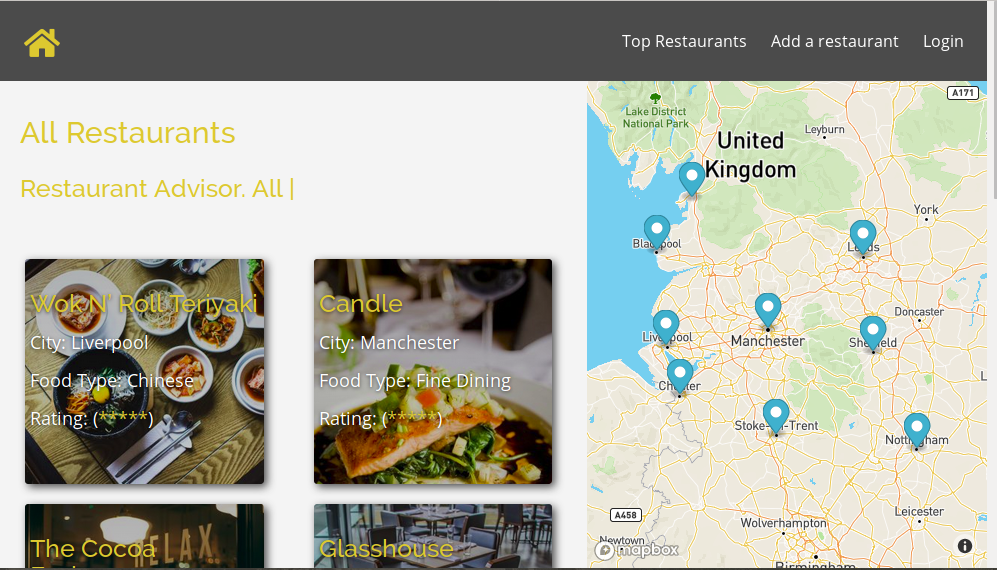 Top Restaurants
Add a restaurant
Login
All Restaurants
Restaurant Advisor. All |
Wok N' Roll Teriyaki
City: Liverpool
Food Type: Chinese
Rating: (*****)
Candle
City: Manchester
Food Type: Fine Dining
Rating: (*****)
The Cocoa
RELAX
Glasshouse
A171
Lake District
National Park
Leyburn
United
Kingdom
York
Blackpool
Leeds
Doncaster
Liverpool
Manchester
Sheffield
Chester
Stoke-on-Trent
Nottingham
A458
Wolverhampton
Leicester
Newtown
mapbox
Birmingham